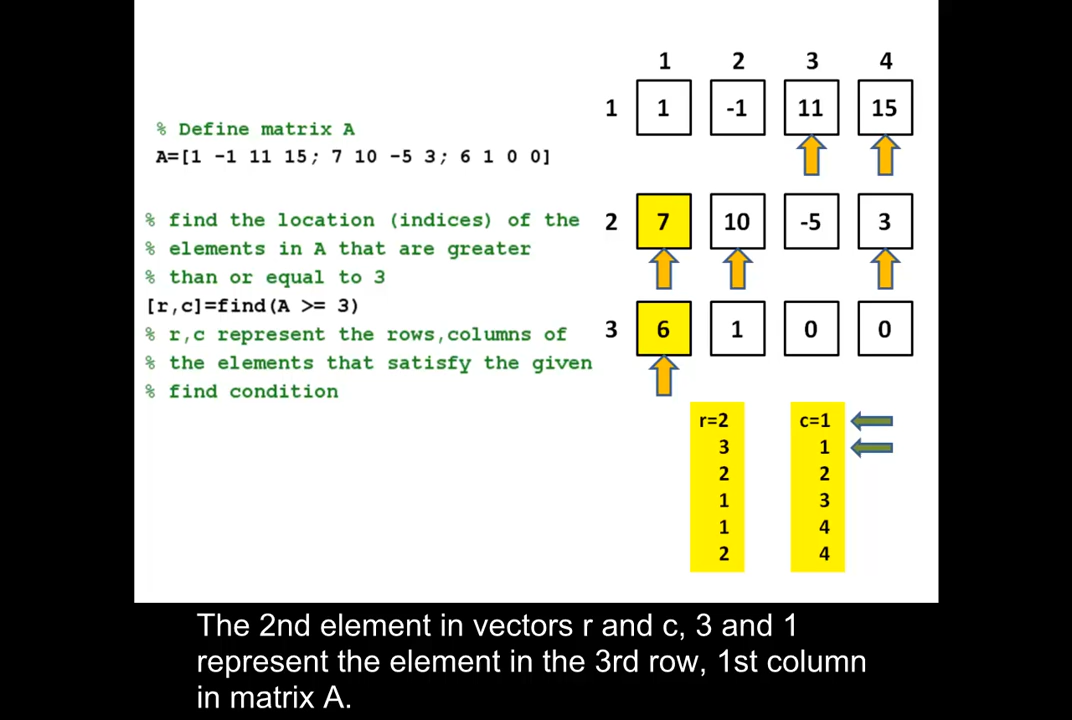 % Define matrix A
A=[1 -1 11 15; 7 10 -5 3; 6 1 0 0]
% find the location (indices) of the
% elements in A that are greater
% than or equal to 3
[r,c]=find(A >= 3)
% r,c represent the rows,columns of
% the elements that satisfy the given
% find condition
1 2 3 4
1 1 -1 11 15
2 7 10 -5 3
3 6 1 0 0
r=2 c=1
3 1
2 2
1 3
1 4
2 4
The 2nd element in vectors r and c, 3 and 1
represent the element in the 3rd row, 1st column
in matrix A.